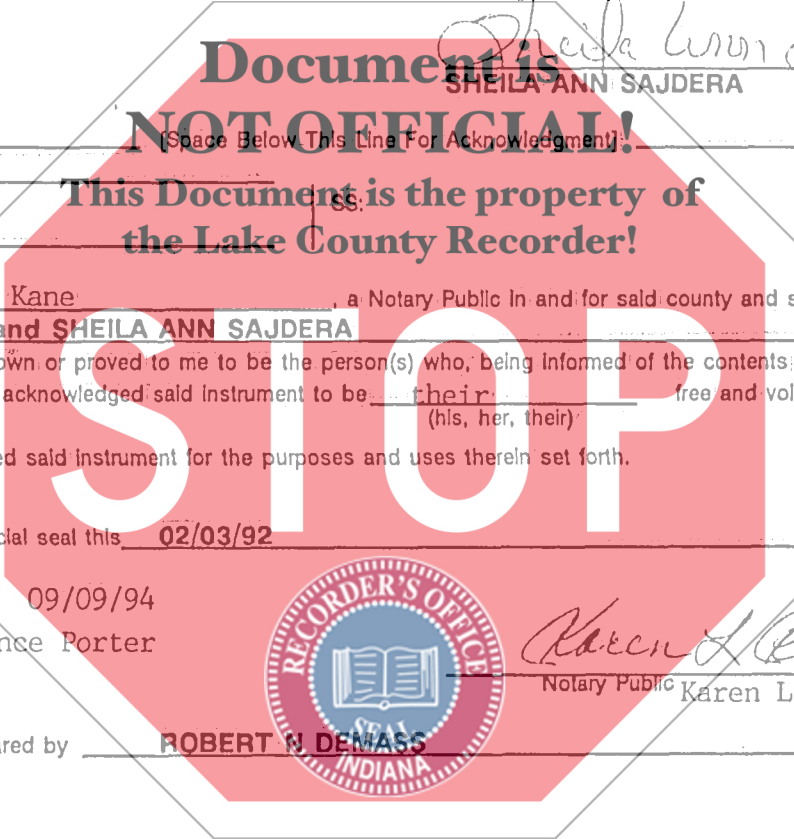 Sheila Ann
Document is
SHEILA ANN SAJDERA
NOT OFFICIAL!
[Space Below This Line For Acknowledgment]
This Document is the property of
SS:
the Lake County Recorder!
Kane , a Notary Public in and for said county and s
and SHEILA ANN SAJDERA
own or proved to me to be the person(s) who, being informed of the contents
acknowledged said instrument to be their free and vol
(his, her, their)
ed said instrument for the purposes and uses therein set forth.
STOP
cial seal this 02/03/92
09/09/94
nce Porter
Karen L
Notary Public Karen L
ared by ROBERT N DEMASS
RECORDER'S OFFICE
SEAL
INDIANA